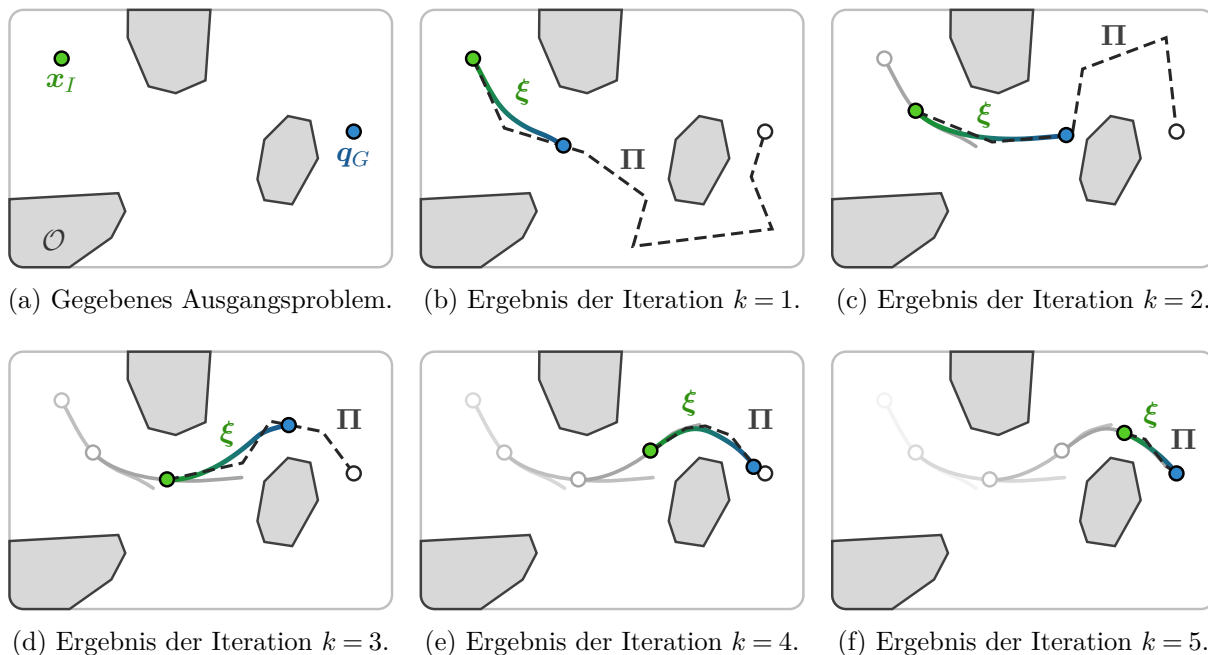 𝒙_I
𝒒_G
𝒪
𝝃
𝚷
𝚷
𝝃
(a) Gegebenes Ausgangsproblem.
(b) Ergebnis der Iteration k = 1.
(c) Ergebnis der Iteration k = 2.
𝝃
𝚷
𝝃
𝚷
𝝃
𝚷
(d) Ergebnis der Iteration k = 3.
(e) Ergebnis der Iteration k = 4.
(f) Ergebnis der Iteration k = 5.